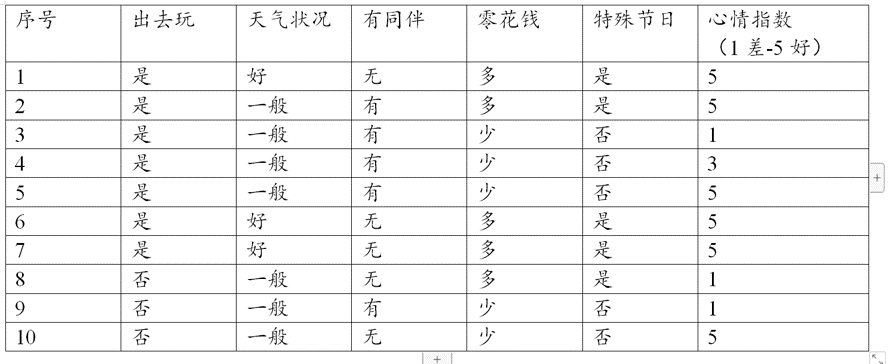 序号 出去玩 天气状况 有同伴 零花钱 特殊节日 心情指数
（1 差-5 好）
1 是 好 无 多 是 5
2 是 一般 有 多 是 5
3 是 一般 有 少 否 1
4 是 一般 有 少 否 3
5 是 一般 有 少 否 5
6 是 好 无 多 是 5
7 是 好 无 多 是 5
8 否 一般 无 多 是 1
9 否 一般 有 少 否 1
10 否 一般 无 少 否 5